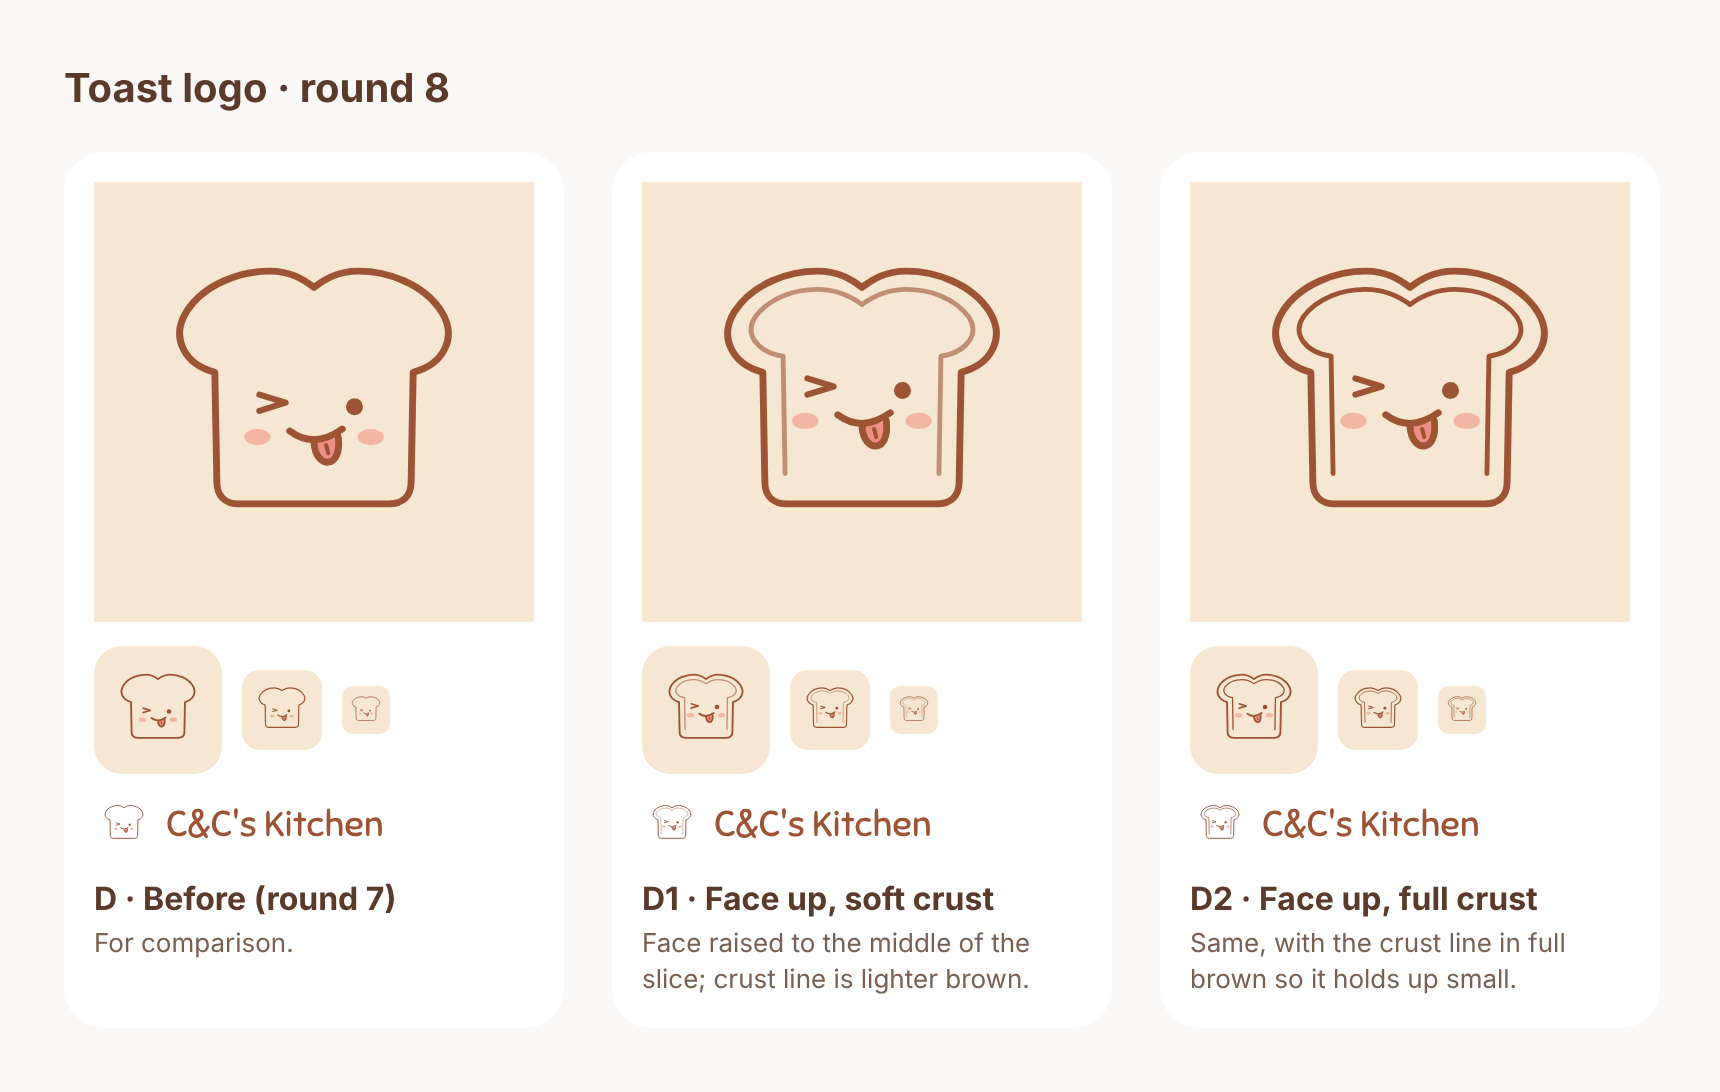 Toast logo · round 8
C&C's Kitchen
D · Before (round 7)
For comparison.
C&C's Kitchen
D1 · Face up, soft crust
Face raised to the middle of the
slice; crust line is lighter brown.
C&C's Kitchen
D2 · Face up, full crust
Same, with the crust line in full
brown so it holds up small.